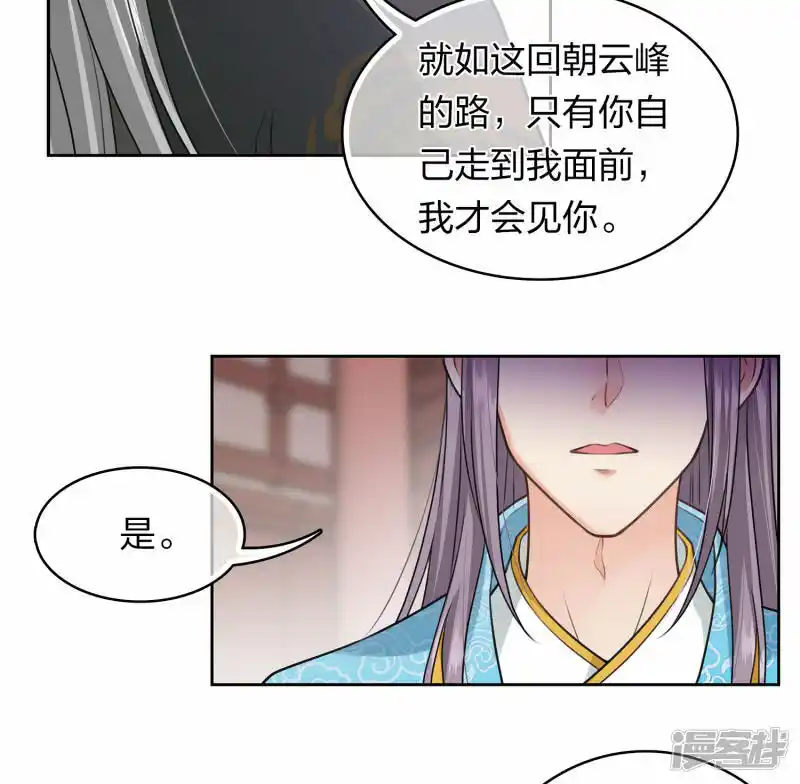 就如这回朝云峰
的路，只有你自
己走到我面前，
我才会见你。
是。
漫客栈